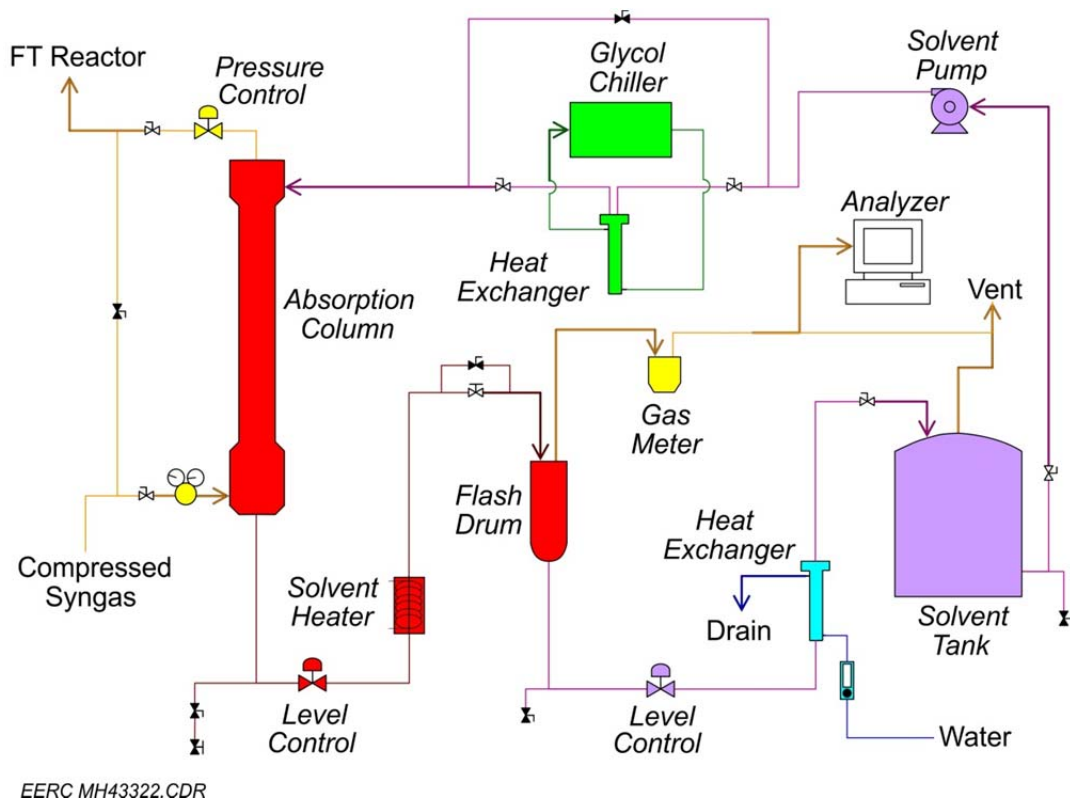 FT Reactor
Pressure
Control
Glycol
Chiller
Solvent
Pump
Analyzer
Heat
Exchanger
Absorption
Column
Vent
Gas
Meter
Flash
Drum
Heat
Exchanger
Compressed
Syngas
Solvent
Heater
Drain
Solvent
Tank
Level
Control
Level
Control
Water
EERC MH43322.CDR